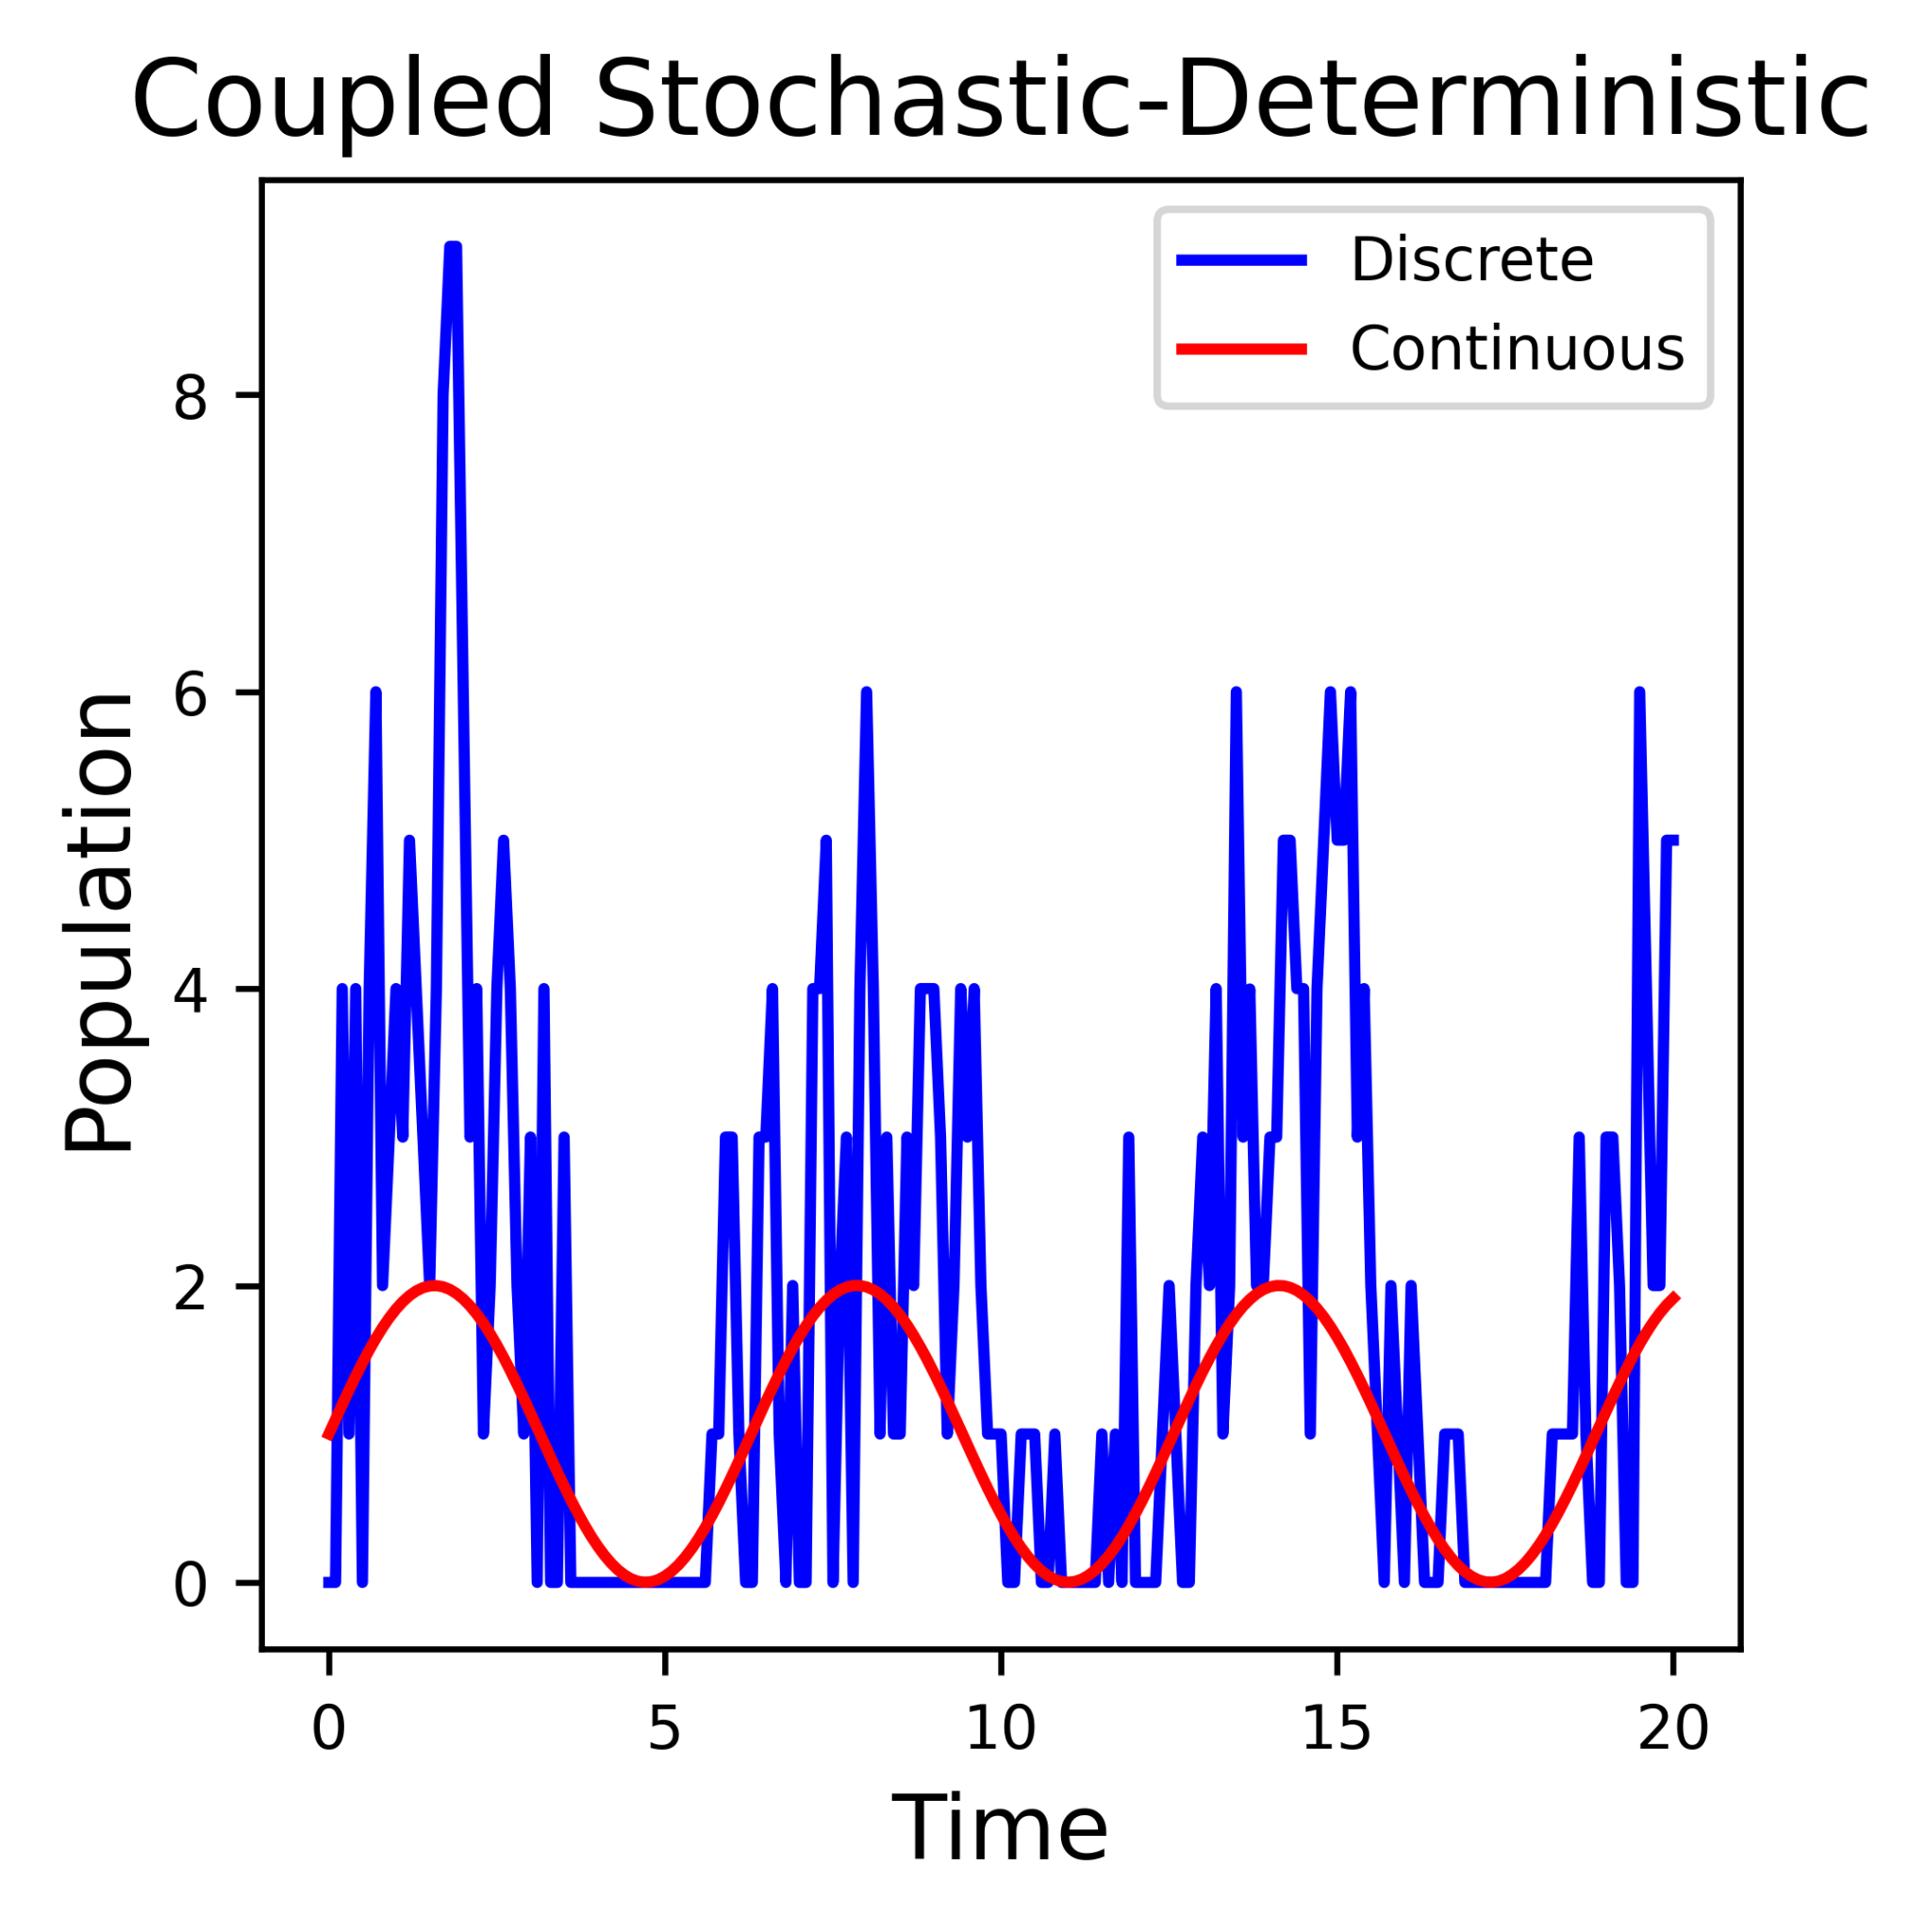 Coupled Stochastic-Deterministic
Discrete
Continuous
8
6
4
2
0
Population
0 5 10 15 20
Time